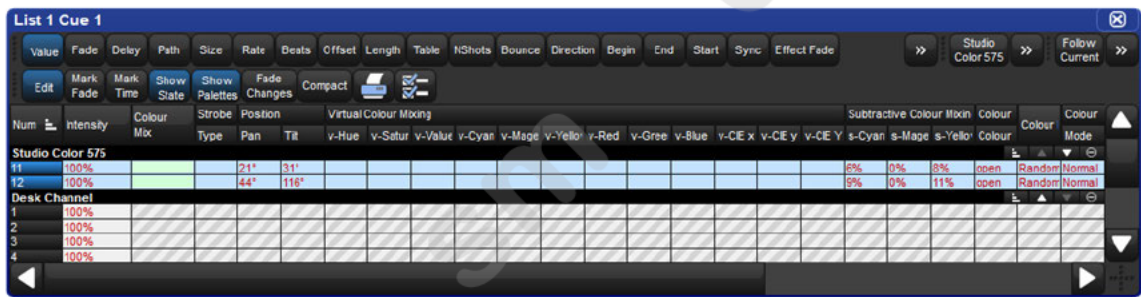 List 1 Cue 1
Value Fade Delay Path Size Rate Beats Offset Length Table NShots Bounce Direction Begin End Start Sync Effect Fade » Studio Color 575 » Follow Current »
Edit Mark Fade Mark Time Show State Show Palettes Fade Changes Compact
Num Intensity Colour Mix Strobe Position Virtual Colour Mixing Subtractive Colour Mixin Colour Colour Colour
Type Pan Tilt v-Hue v-Satur v-Value v-Cyan v-Mage v-Yello v-Red v-Gree v-Blue v-CIE x v-CIE y v-CIE Y s-Cyan s-Mage s-Yello Colour Mode
Studio Color 575
11 100% 21° 31° 6% 0% 8% open Random Normal
12 100% 44° 116° 9% 0% 11% open Random Normal
Desk Channel
1 100%
2 100%
3 100%
4 100%